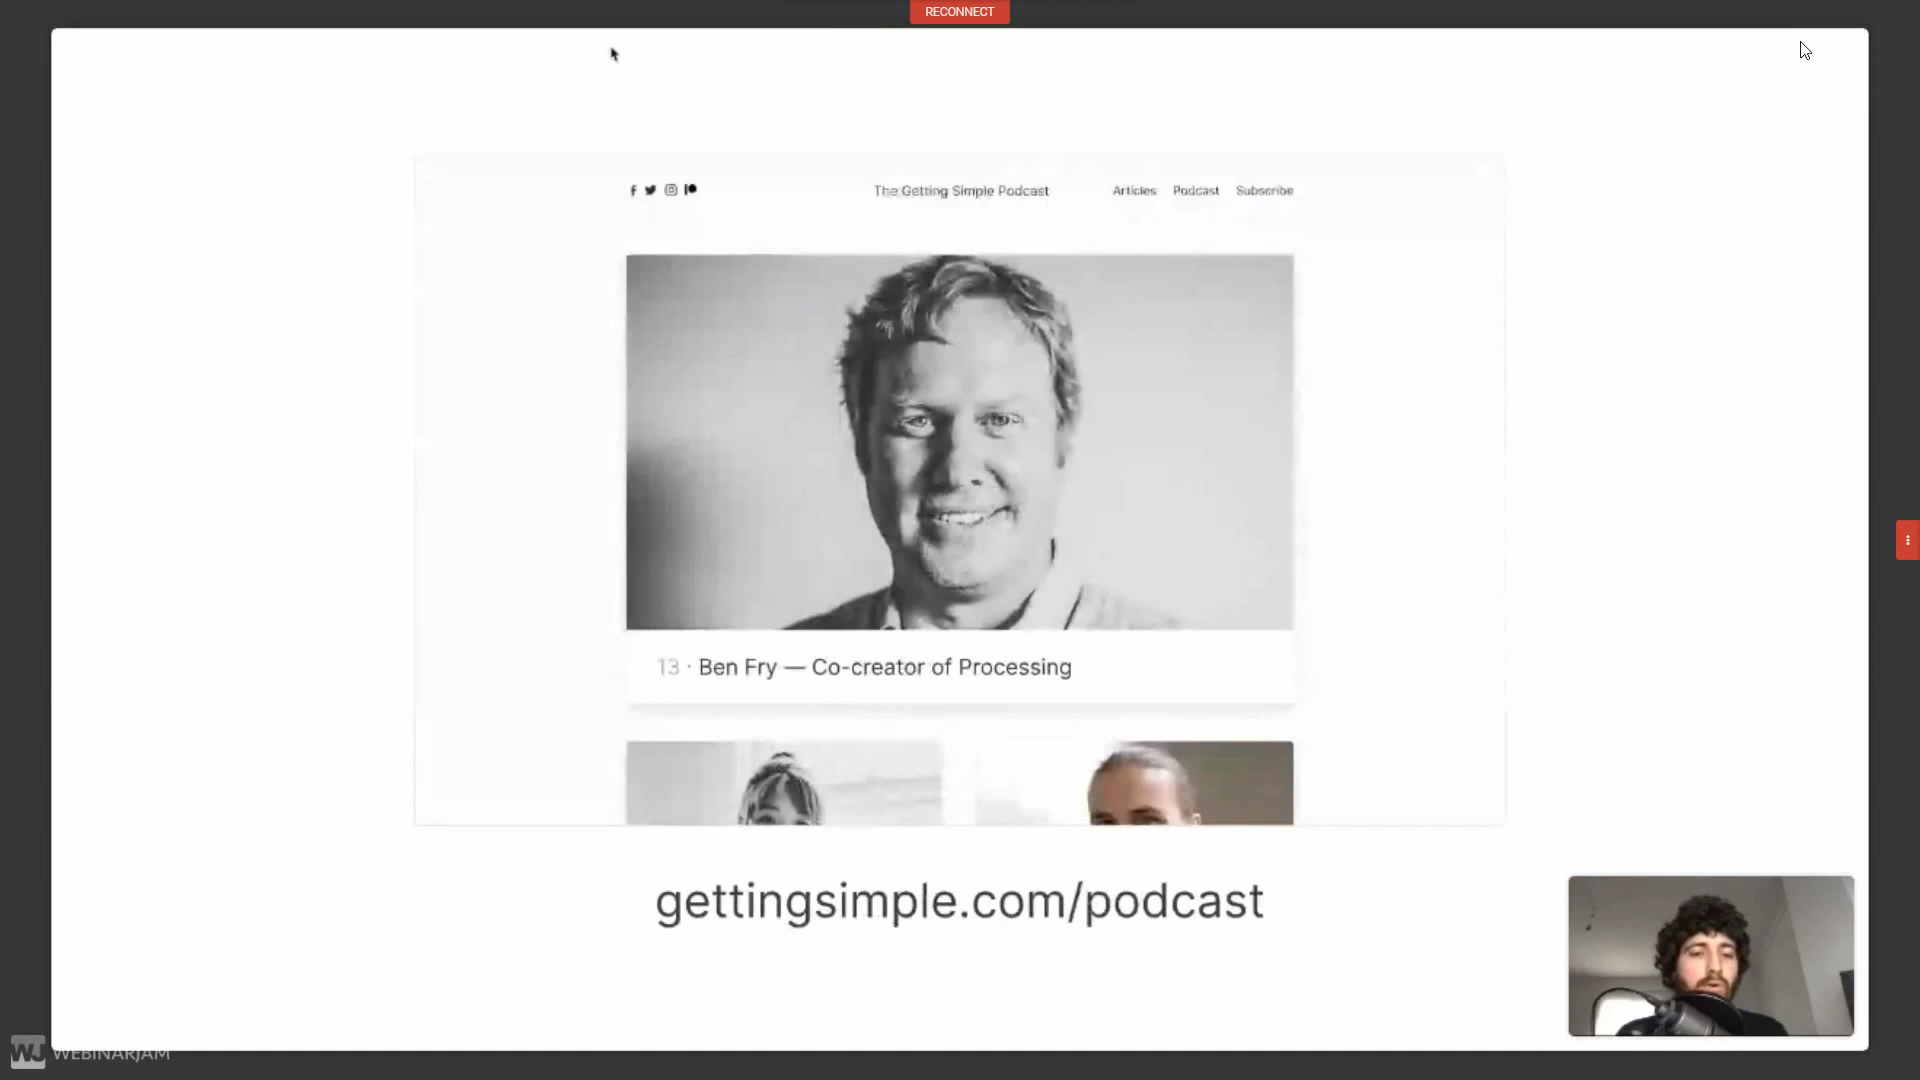 RECONNECT
The Getting Simple Podcast
Articles Podcast Subscribe
13 · Ben Fry — Co-creator of Processing
gettingsimple.com/podcast
WJ WEBINARJAM